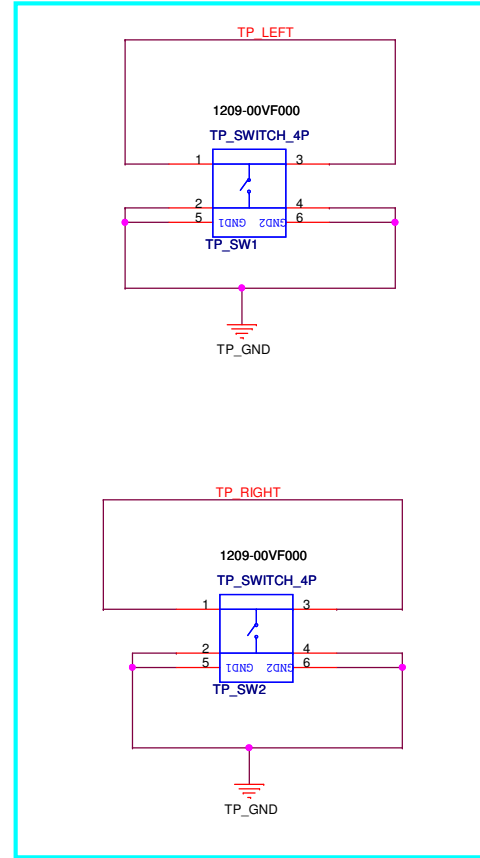 TP_LEFT
1209-00VF000
TP_SWITCH_4P
1 3
2 4
5 GND1 GND2 6
TP_SW1
TP_GND
TP_RIGHT
1209-00VF000
TP_SWITCH_4P
1 3
2 4
5 GND1 GND2 6
TP_SW2
TP_GND